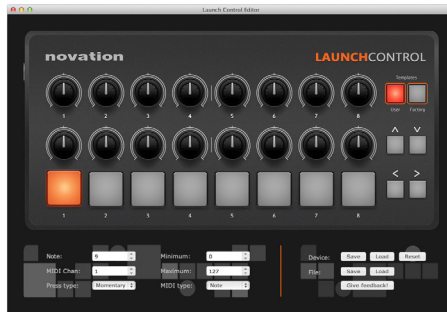 Launch Control Editor
novation LAUNCHCONTROL
Templates
User Factory
1 2 3 4 5 6 7 8
1 2 3 4 5 6 7 8
Note: 9 Minimum: 0 Device: Save Load Reset
MIDI Chan: 1 Maximum: 127 File: Save Load
Press type: Momentary MIDI type: Note Give feedback!